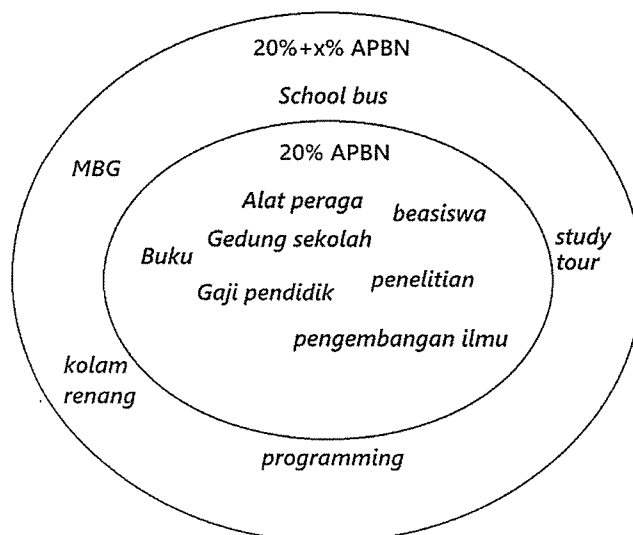 20%+x% APBN
School bus
MBG
20% APBN
Alat peraga
beasiswa
Gedung sekolah
Buku
study
tour
Gaji pendidik
penelitian
pengembangan ilmu
kolam
renang
programming